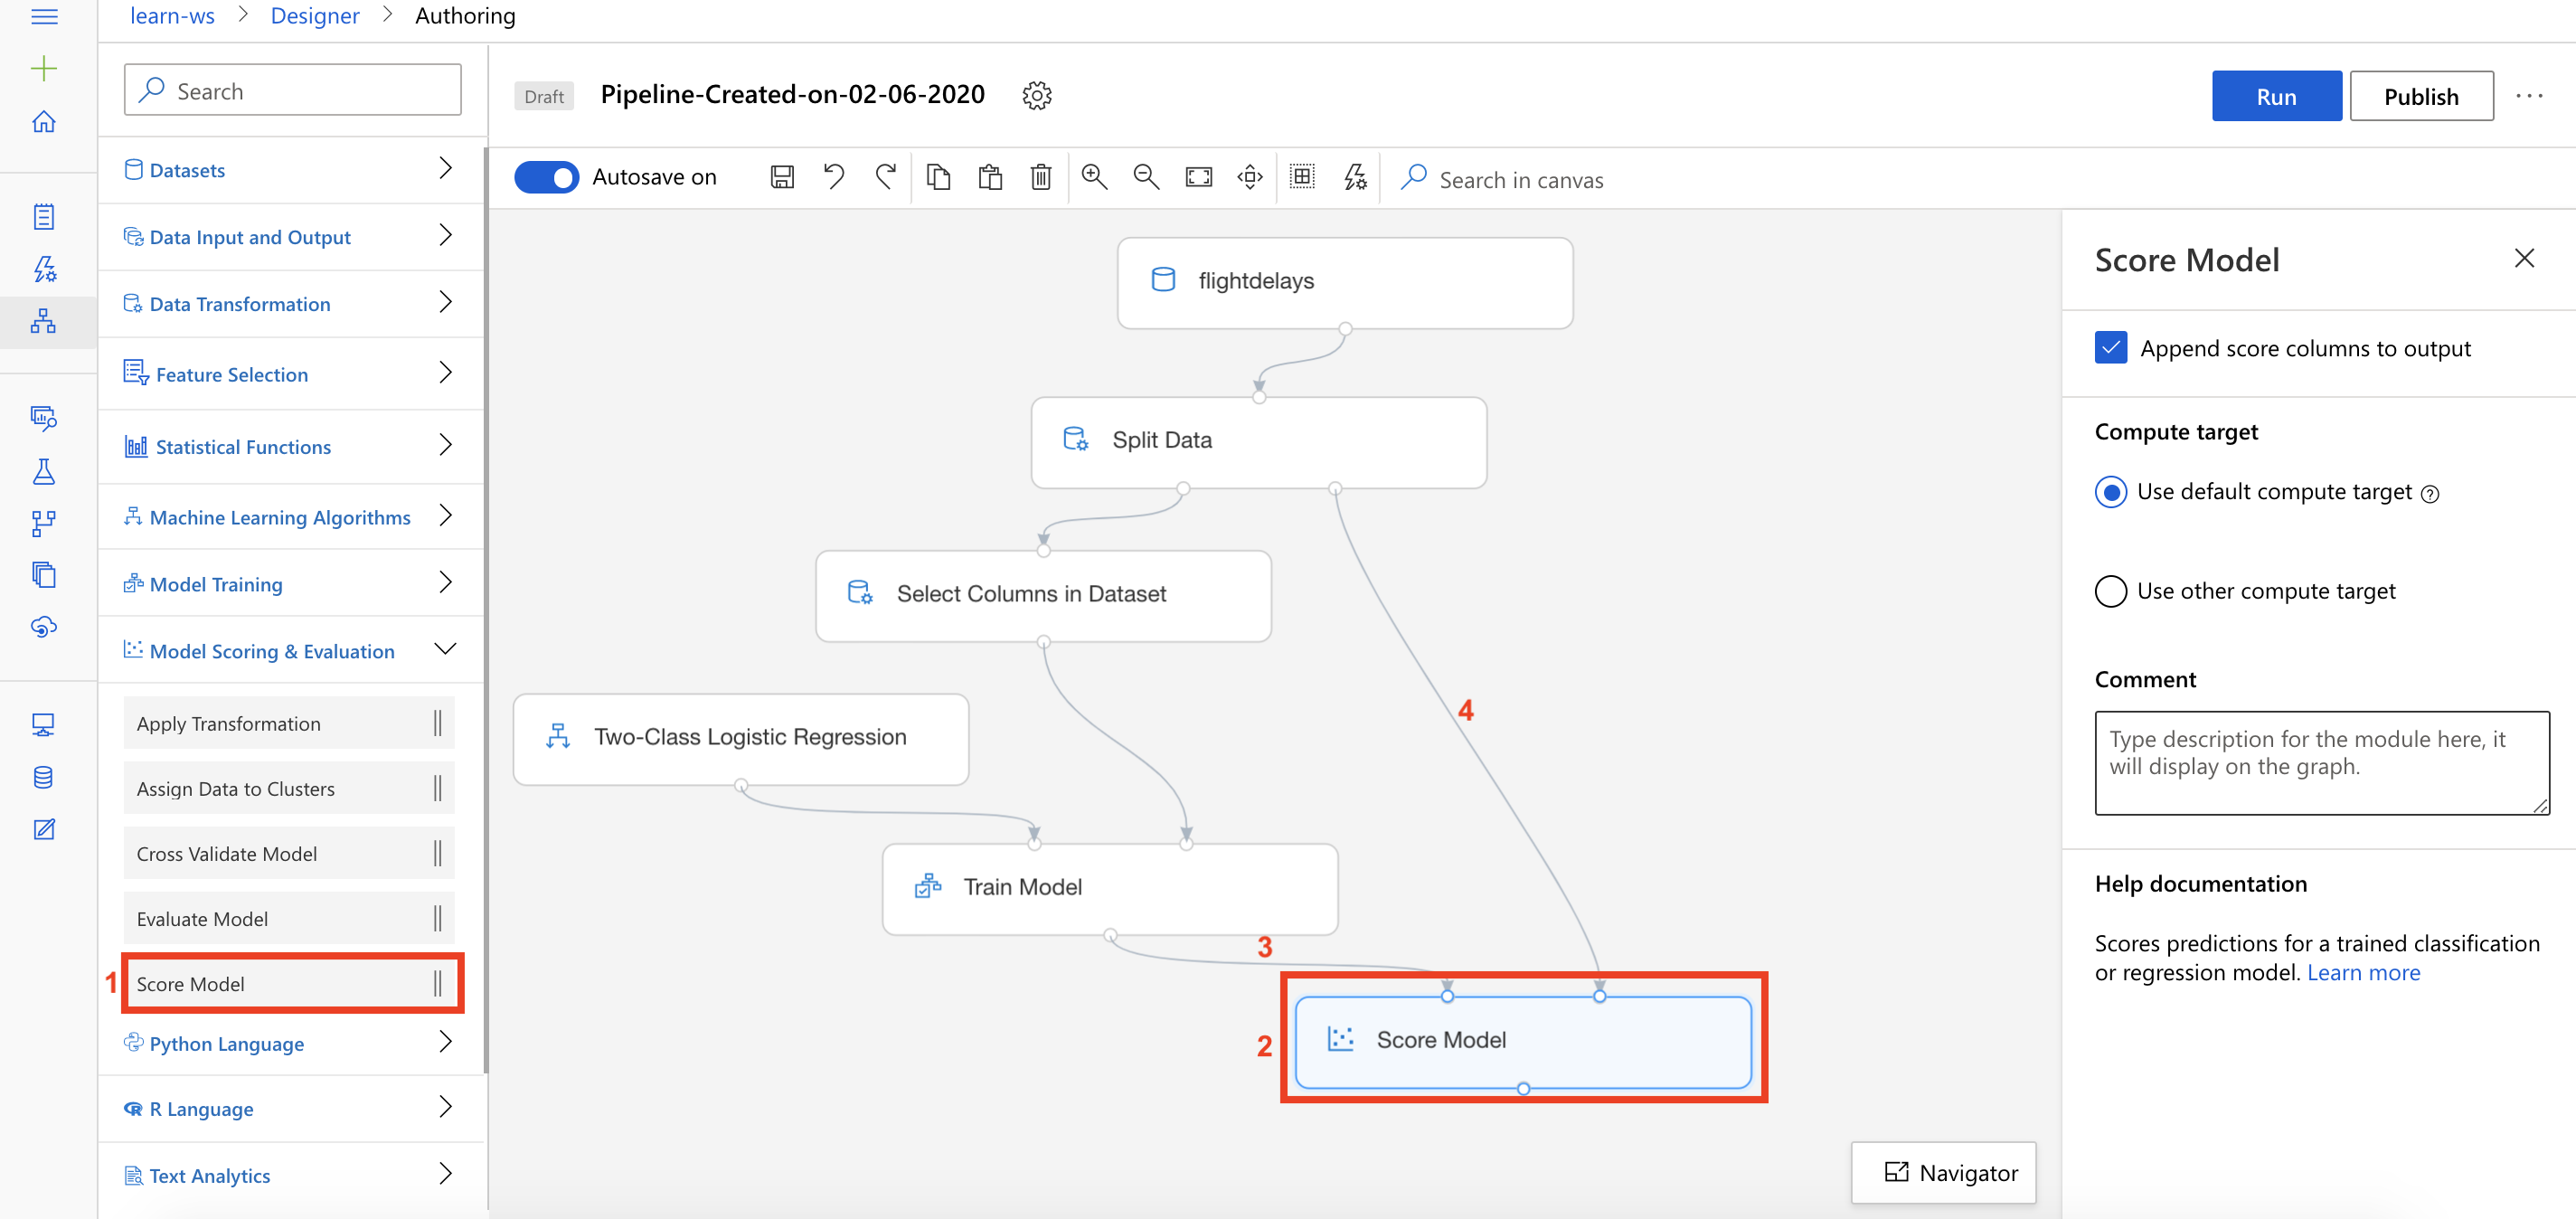 learn-ws > Designer > Authoring
Search
Datasets
Data Input and Output
Data Transformation
Feature Selection
Statistical Functions
Machine Learning Algorithms
Model Training
Model Scoring & Evaluation
Apply Transformation
Assign Data to Clusters
Cross Validate Model
Evaluate Model
1 Score Model
Python Language
R Language
Text Analytics
Draft Pipeline-Created-on-02-06-2020
Run Publish ...
Autosave on
Search in canvas
flightdelays
Split Data
Select Columns in Dataset
4
Two-Class Logistic Regression
Train Model
3
2 Score Model
Navigator
Score Model
Append score columns to output
Compute target
Use default compute target ?
Use other compute target
Comment
Type description for the module here, it
will display on the graph.
Help documentation
Scores predictions for a trained classification
or regression model. Learn more